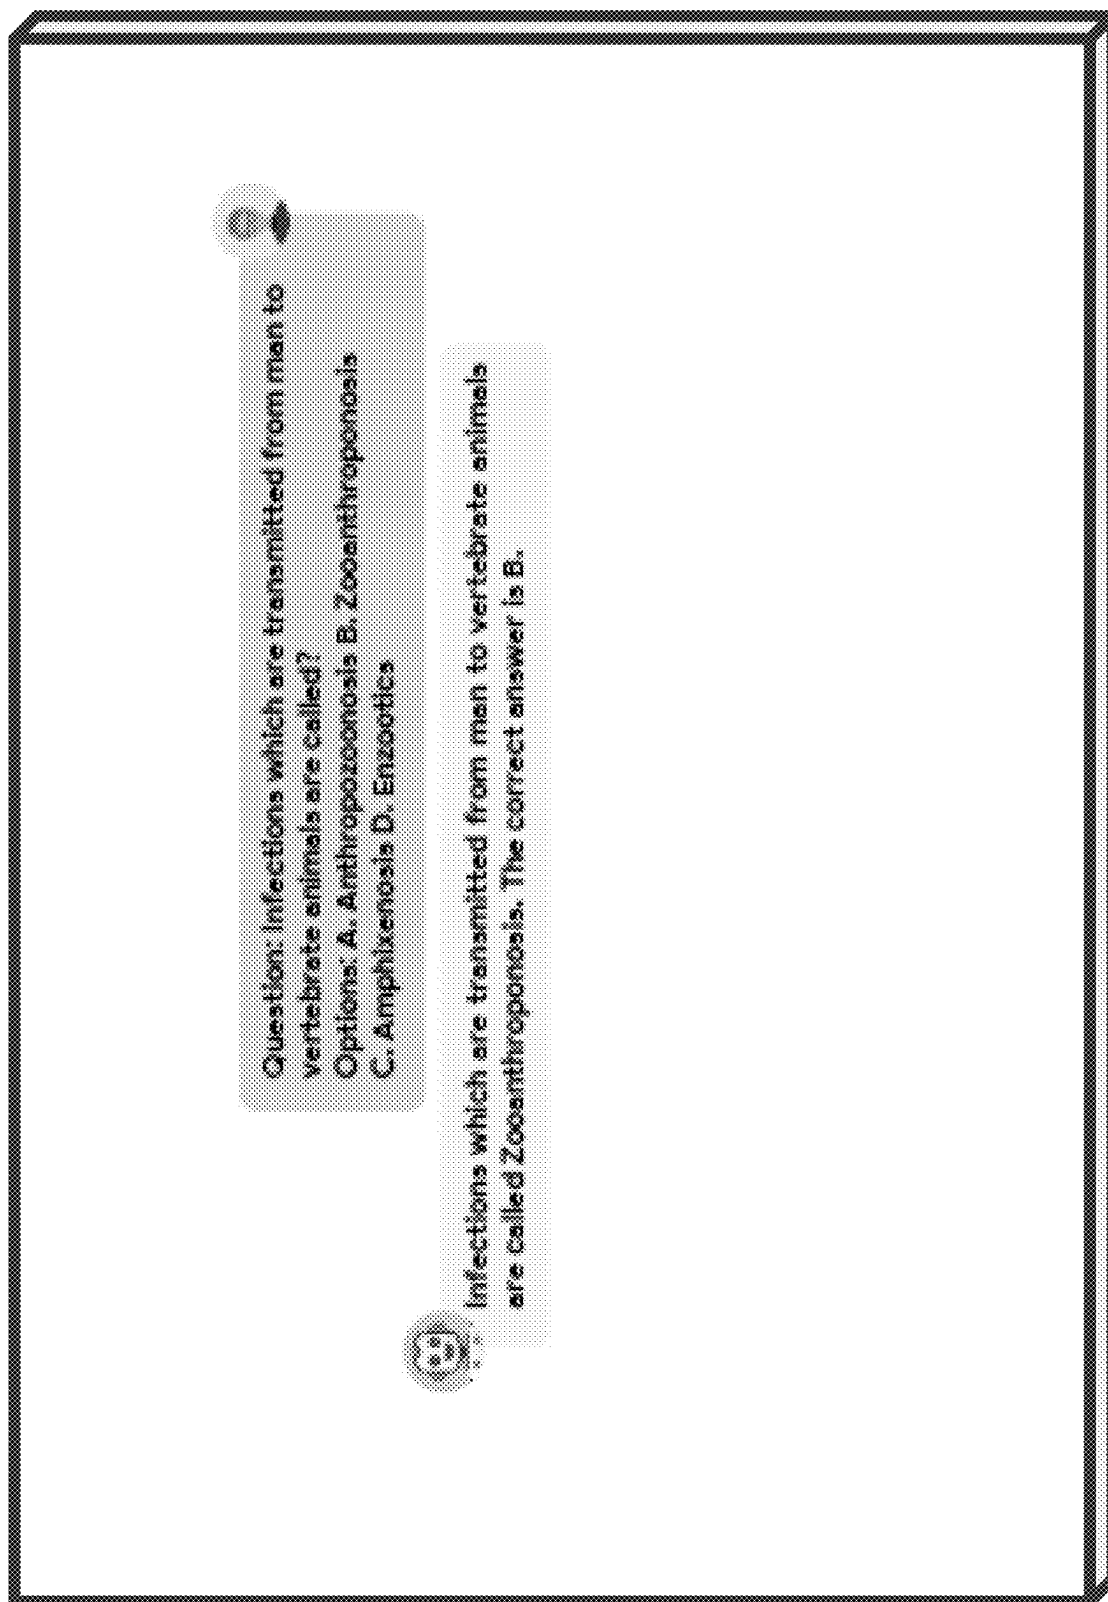 Question: Infections which are transmitted from man to
vertebrate animals are called?
Options: A. Anthropozoonosis B. Zooanthroponosis
C. Amphixenosis D. Enzootics
Infections which are transmitted from man to vertebrate animals
are called Zooanthroponosis. The correct answer is B.